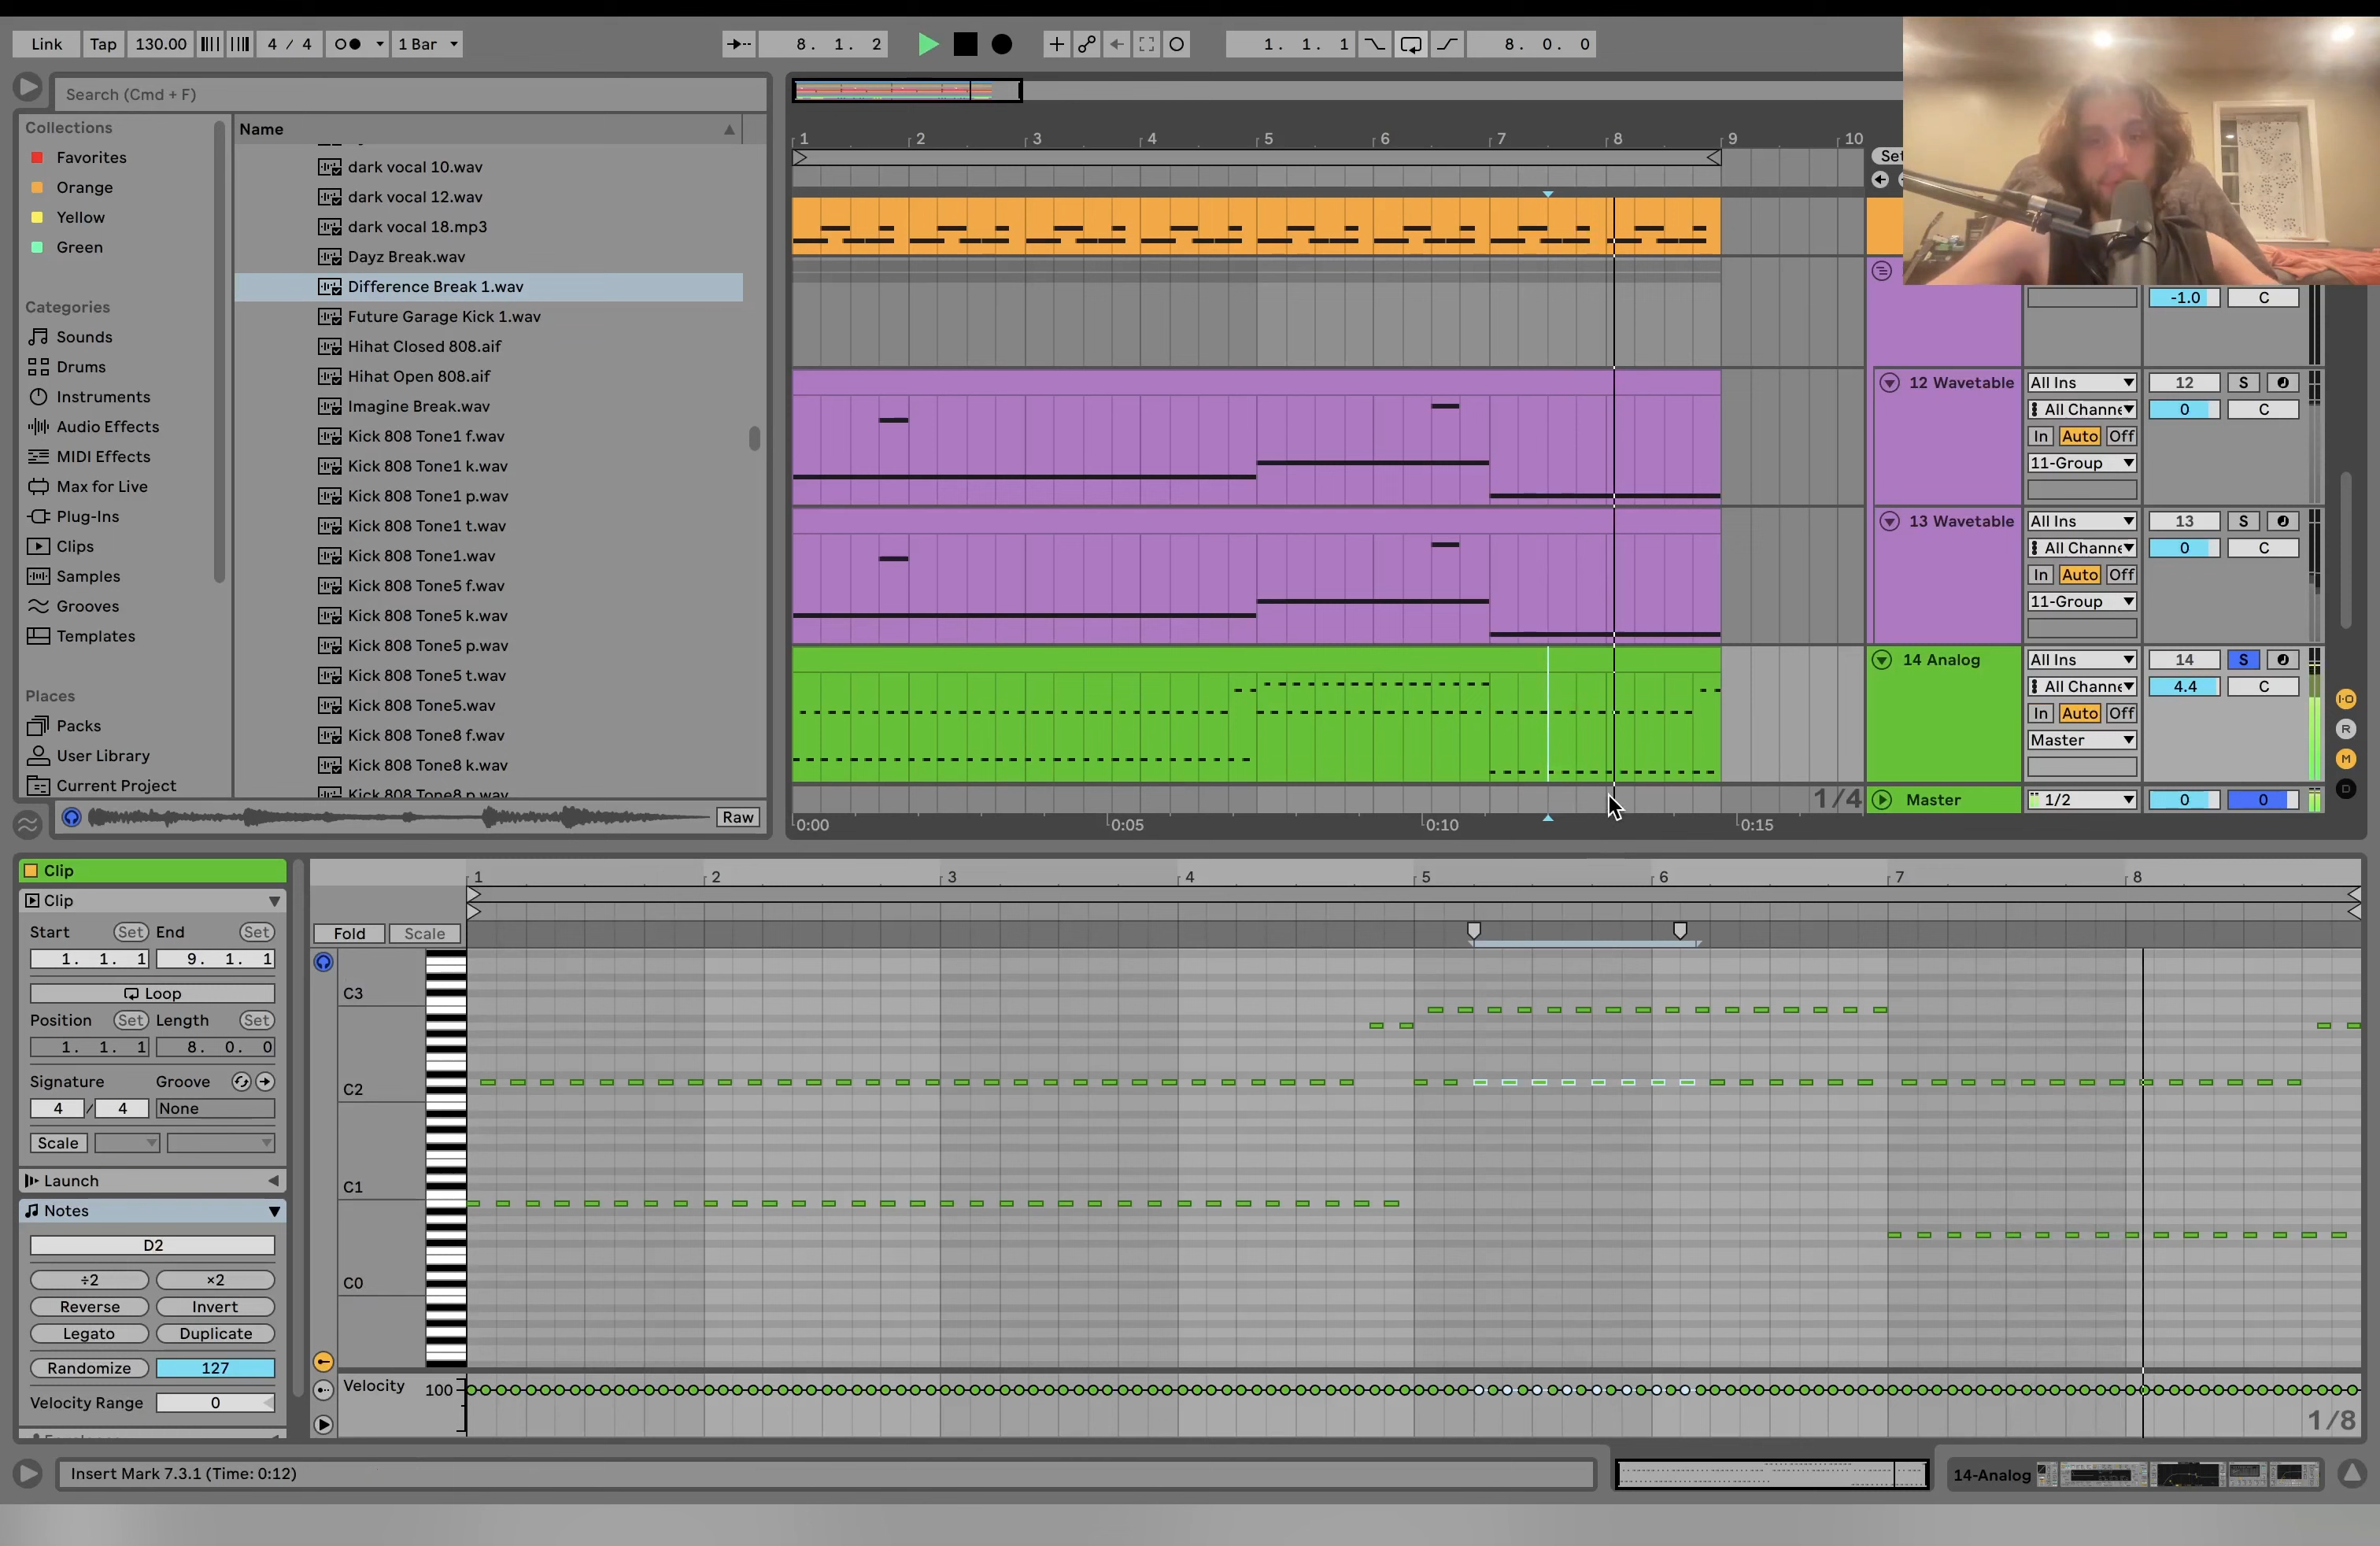 Link Tap 130.00 4 / 4 1 Bar 8. 1. 2 1. 1. 1 8. 0. 0
Search (Cmd + F)
Collections
Favorites
Orange
Yellow
Green
Categories
Sounds
Drums
Instruments
Audio Effects
MIDI Effects
Max for Live
Plug-Ins
Clips
Samples
Grooves
Templates
Places
Packs
User Library
Current Project
Name
dark vocal 10.wav
dark vocal 12.wav
dark vocal 18.mp3
Dayz Break.wav
Difference Break 1.wav
Future Garage Kick 1.wav
Hihat Closed 808.aif
Hihat Open 808.aif
Imagine Break.wav
Kick 808 Tone1 f.wav
Kick 808 Tone1 k.wav
Kick 808 Tone1 p.wav
Kick 808 Tone1 t.wav
Kick 808 Tone1.wav
Kick 808 Tone5 f.wav
Kick 808 Tone5 k.wav
Kick 808 Tone5 p.wav
Kick 808 Tone5 t.wav
Kick 808 Tone5.wav
Kick 808 Tone8 f.wav
Kick 808 Tone8 k.wav
Kick 808 Tone8 p.wav
Raw
1 2 3 4 5 6 7 8 9 10
Set
-1.0 C
12 Wavetable All Ins 12 S
All Channe 0 C
In Auto Off
11-Group
13 Wavetable All Ins 13 S
All Channe 0 C
In Auto Off
11-Group
14 Analog All Ins 14 S
All Channe 4.4 C
In Auto Off
Master
I·O
R
M
D
1/4 Master 1/2 0 0
0:00 0:05 0:10 0:15
Clip
Clip
Start Set End Set
1. 1. 1 9. 1. 1
Loop
Position Set Length Set
1. 1. 1 8. 0. 0
Signature Groove
4 / 4 None
Scale
Launch
Notes
D2
÷2 ×2
Reverse Invert
Legato Duplicate
Randomize 127
Velocity Range 0
1 2 3 4 5 6 7 8
Fold Scale
C3
C2
C1
C0
Velocity 100
1/8
Insert Mark 7.3.1 (Time: 0:12)
14-Analog